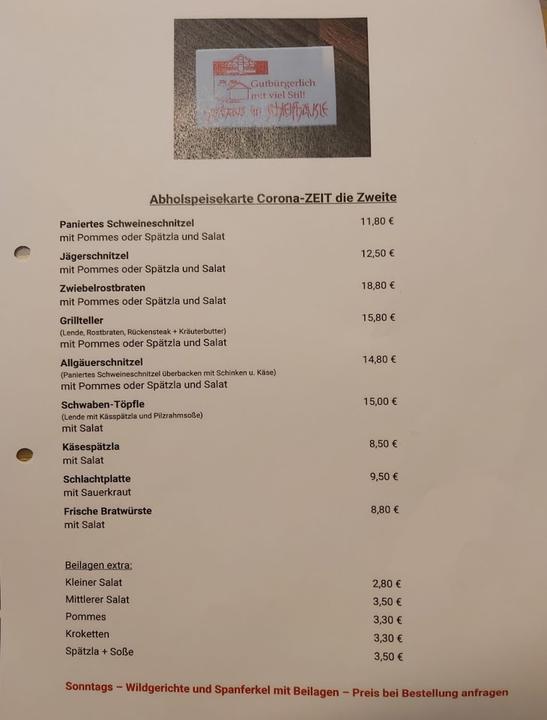 Gutbürgerlich
mit viel Stil!
Abholspeisekarte Corona-ZEIT die Zweite
Paniertes Schweineschnitzel 11,80 €
mit Pommes oder Spätzla und Salat
Jägerschnitzel 12,50 €
mit Pommes oder Spätzla und Salat
Zwiebelrostbraten 18,80 €
mit Pommes oder Spätzla und Salat
Grillteller 15,80 €
(Lende, Rostbraten, Rückensteak + Kräuterbutter)
mit Pommes oder Spätzla und Salat
Allgäuerschnitzel 14,80 €
(Paniertes Schweineschnitzel überbacken mit Schinken u. Käse)
mit Pommes oder Spätzla und Salat
Schwaben-Töpfle 15,00 €
(Lende mit Kässpätzla und Pilzrahmsoße)
mit Salat
Käsespätzla 8,50 €
mit Salat
Schlachtplatte 9,50 €
mit Sauerkraut
Frische Bratwürste 8,80 €
mit Salat
Beilagen extra:
Kleiner Salat 2,80 €
Mittlerer Salat 3,50 €
Pommes 3,30 €
Kroketten 3,30 €
Spätzla + Soße 3,50 €
Sonntags – Wildgerichte und Spanferkel mit Beilagen – Preis bei Bestellung anfragen